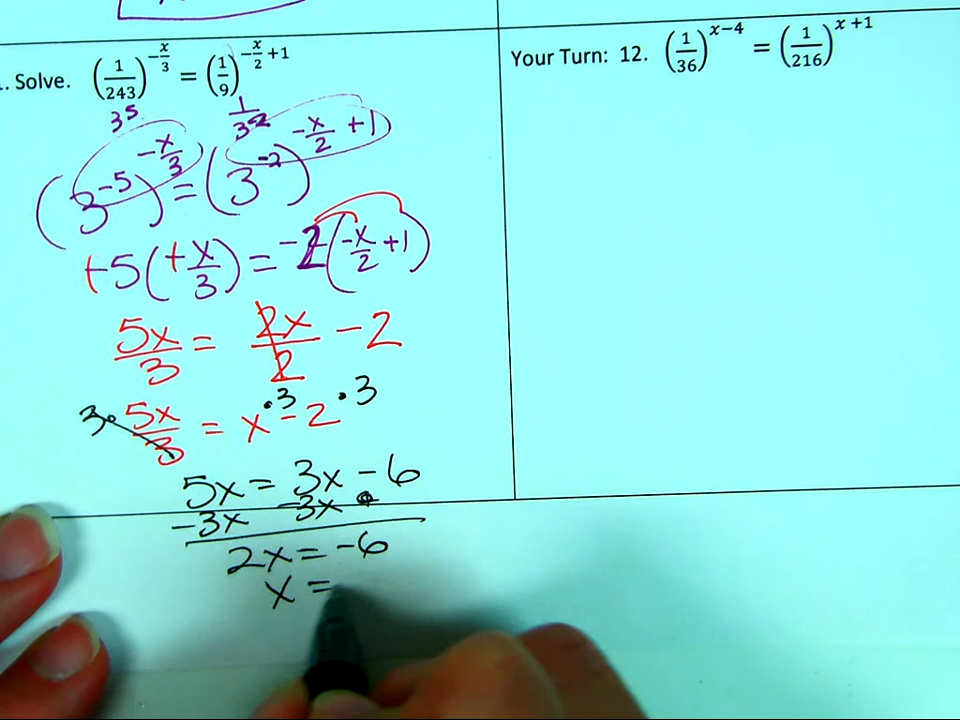 . Solve. (1/243)^(-x/3) = (1/9)^(-x/2 + 1)
3^5 1/3^2
(3^-5)^(-x/3) = (3^-2)^(-x/2 + 1)
+5(+x/3) = -2(-x/2 + 1)
5x/3 = 2x/2 - 2
3 · 5x/3 = x · 3 - 2 · 3
5x = 3x - 6
-3x -3x
2x = -6
x =
Your Turn: 12. (1/36)^(x-4) = (1/216)^(x+1)